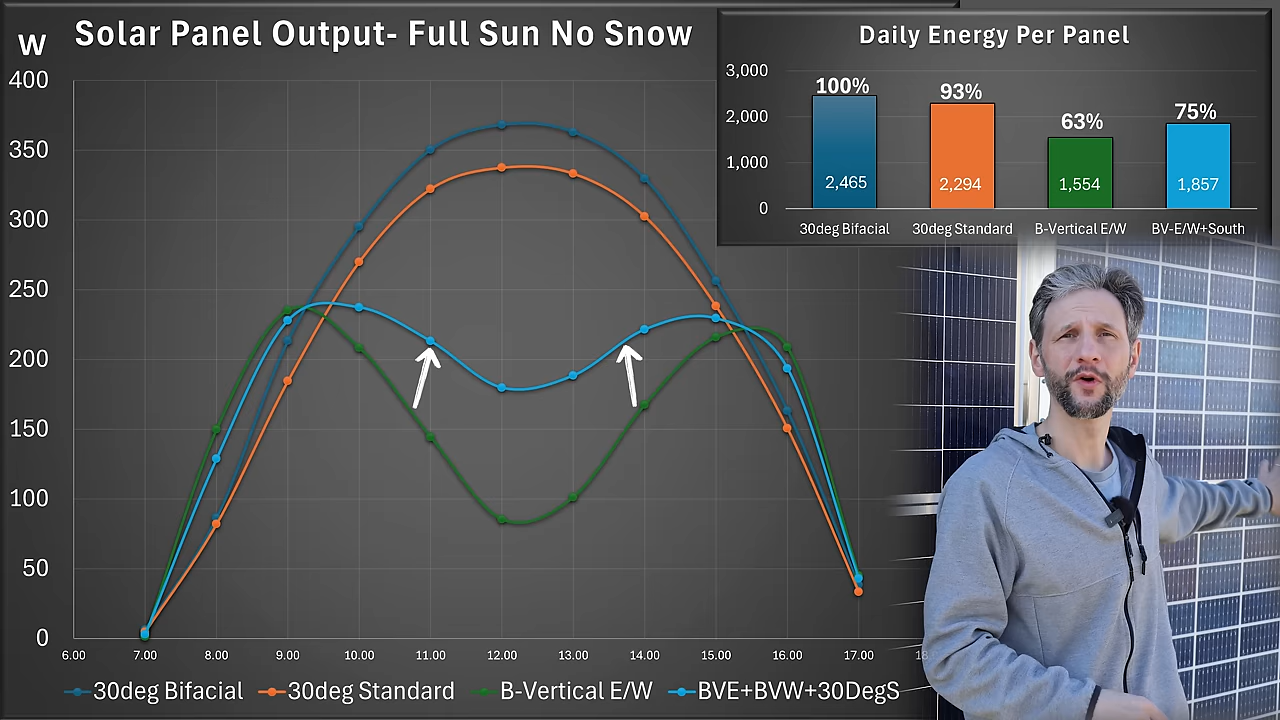 Solar Panel Output- Full Sun No Snow
W
400
350
300
250
200
150
100
50
0
6.00 7.00 8.00 9.00 10.00 11.00 12.00 13.00 14.00 15.00 16.00 17.00 18
30deg Bifacial 30deg Standard B-Vertical E/W BVE+BVW+30DegS
Daily Energy Per Panel
3,000
2,000
1,000
0
100% 93% 63% 75%
2,465 2,294 1,554 1,857
30deg Bifacial 30deg Standard B-Vertical E/W BV-E/W+South